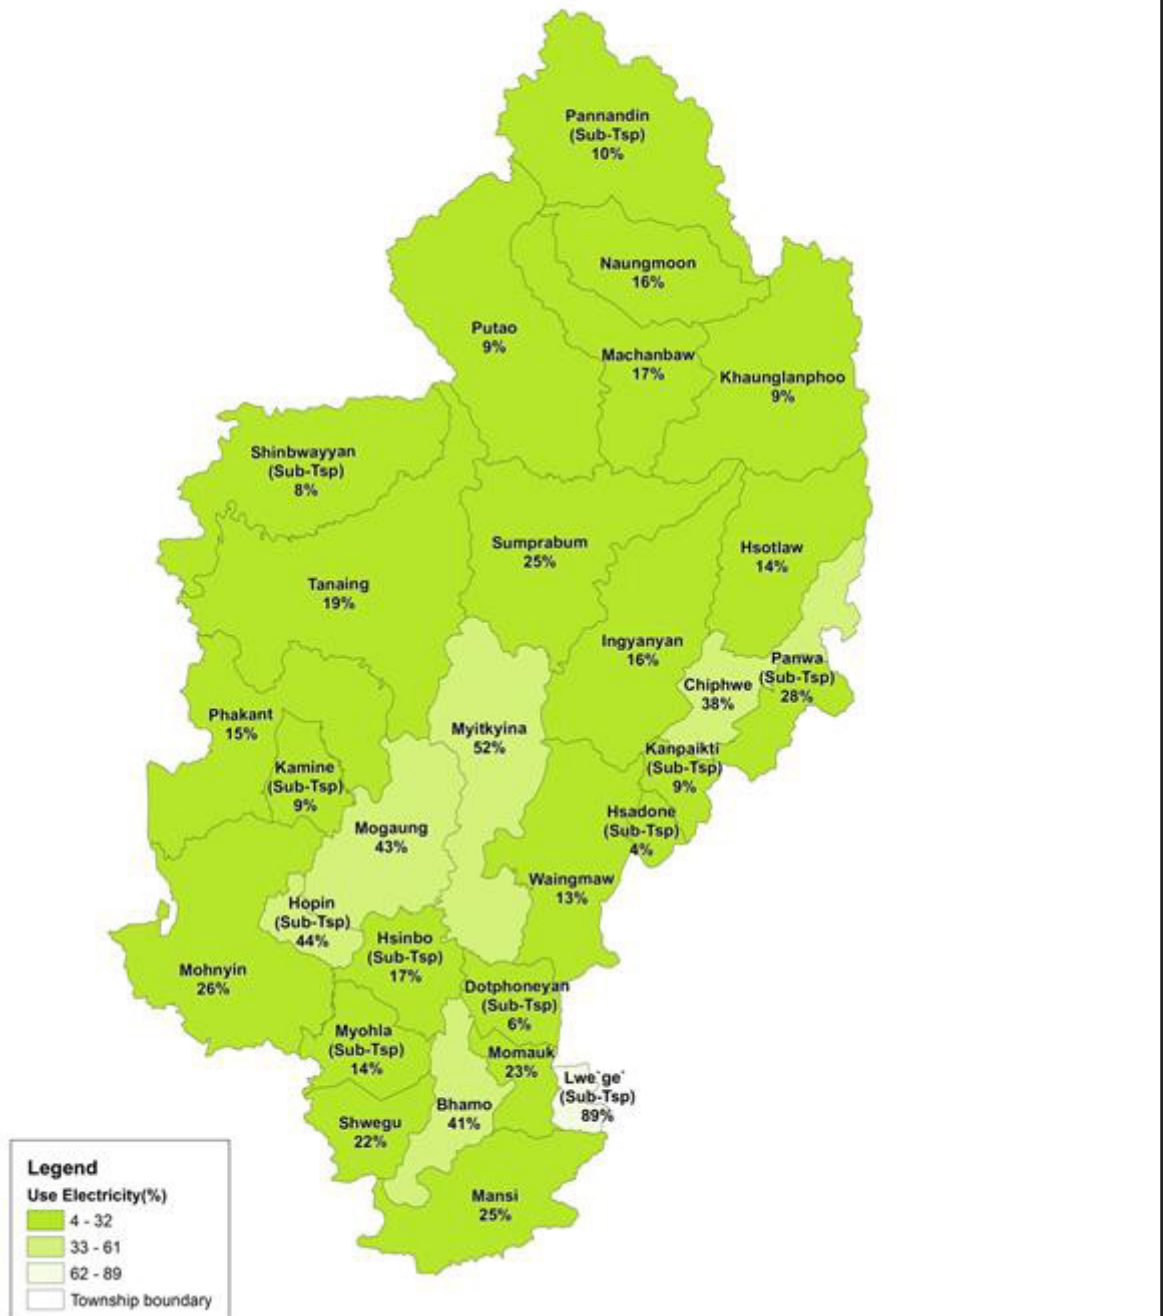 Pannandin
(Sub-Tsp)
10%
Naungmoon
16%
Putao
9%
Machanbaw
17%
Khaunglanphoo
9%
Shinbwayyan
(Sub-Tsp)
8%
Sumprabum
25%
Hsotlaw
14%
Tanaing
19%
Ingyanyan
16%
Panwa
(Sub-Tsp)
28%
Chiphwe
38%
Phakant
15%
Myitkyina
52%
Kanpaikti
(Sub-Tsp)
9%
Kamine
(Sub-Tsp)
9%
Hsadone
(Sub-Tsp)
4%
Mogaung
43%
Waingmaw
13%
Hopin
(Sub-Tsp)
44%
Hsinbo
(Sub-Tsp)
17%
Mohnyin
26%
Dotphoneyan
(Sub-Tsp)
6%
Myohla
(Sub-Tsp)
14%
Momauk
23%
Lwe`ge`
(Sub-Tsp)
89%
Bhamo
41%
Shwegu
22%
Mansi
25%
Legend
Use Electricity(%)
4 - 32
33 - 61
62 - 89
Township boundary